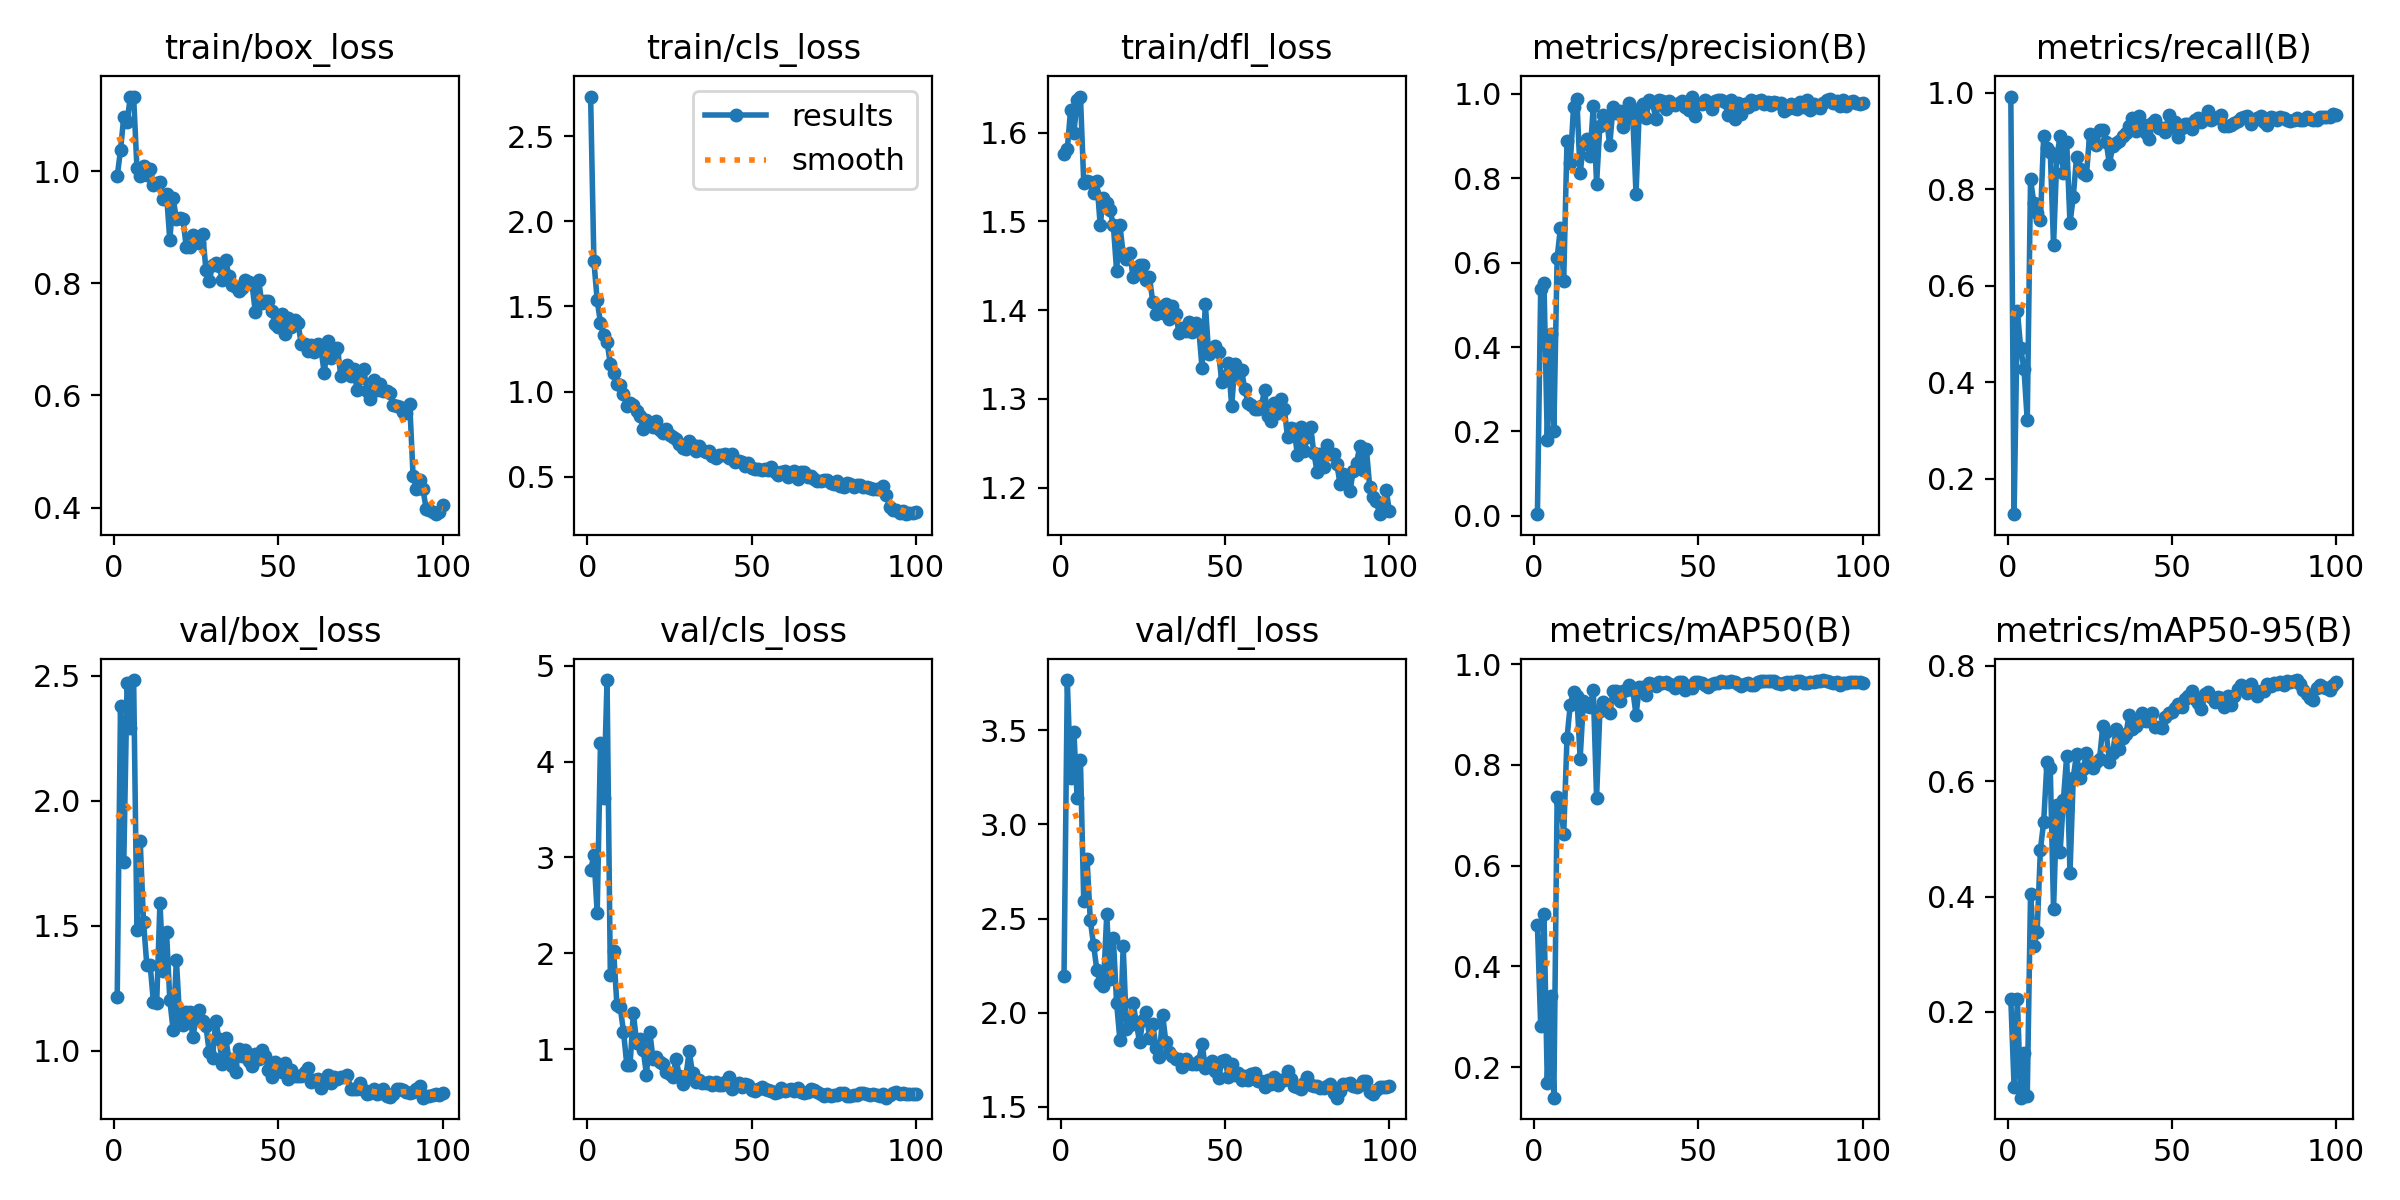 train/box_loss
1.0
0.8
0.6
0.4
0 50 100
train/cls_loss
results
smooth
2.5
2.0
1.5
1.0
0.5
0 50 100
train/dfl_loss
1.6
1.5
1.4
1.3
1.2
0 50 100
metrics/precision(B)
1.0
0.8
0.6
0.4
0.2
0.0
0 50 100
metrics/recall(B)
1.0
0.8
0.6
0.4
0.2
0 50 100
val/box_loss
2.5
2.0
1.5
1.0
0 50 100
val/cls_loss
5
4
3
2
1
0 50 100
val/dfl_loss
3.5
3.0
2.5
2.0
1.5
0 50 100
metrics/mAP50(B)
1.0
0.8
0.6
0.4
0.2
0 50 100
metrics/mAP50-95(B)
0.8
0.6
0.4
0.2
0 50 100